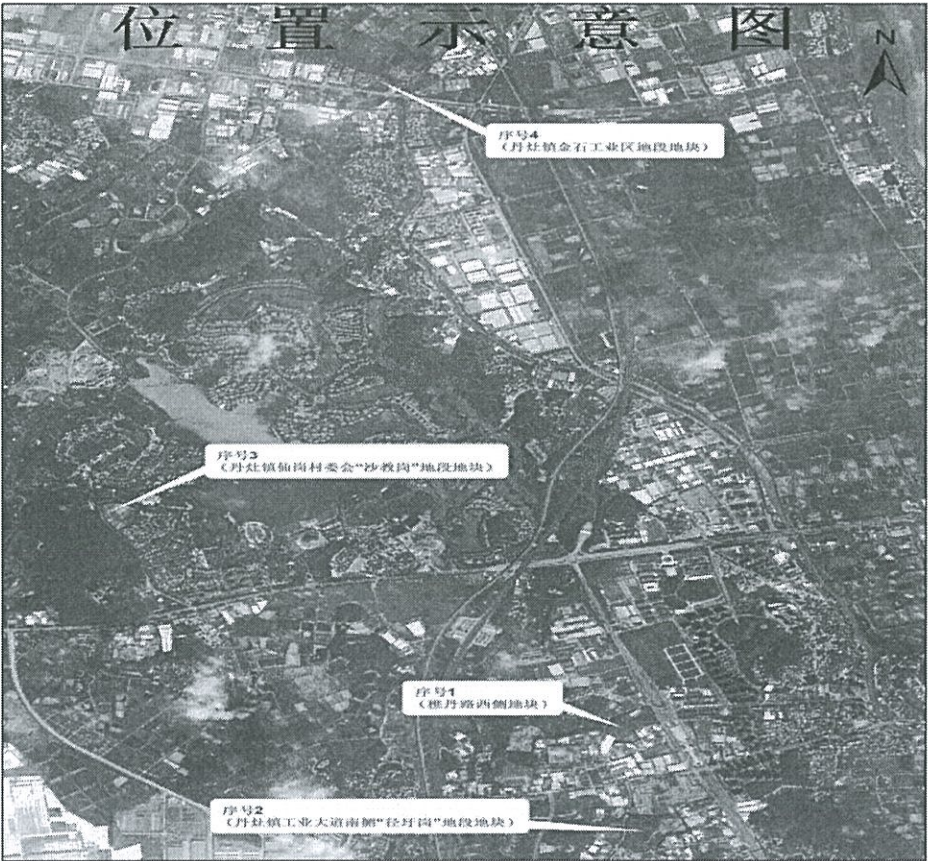 位置示意图
N
序号4
（丹灶镇金石工业区地段地块）
序号3
（丹灶镇仙岗村委会“沙教岗”地段地块）
序号1
（樵丹路西侧地块）
序号2
（丹灶镇工业大道南侧“径圩岗”地段地块）